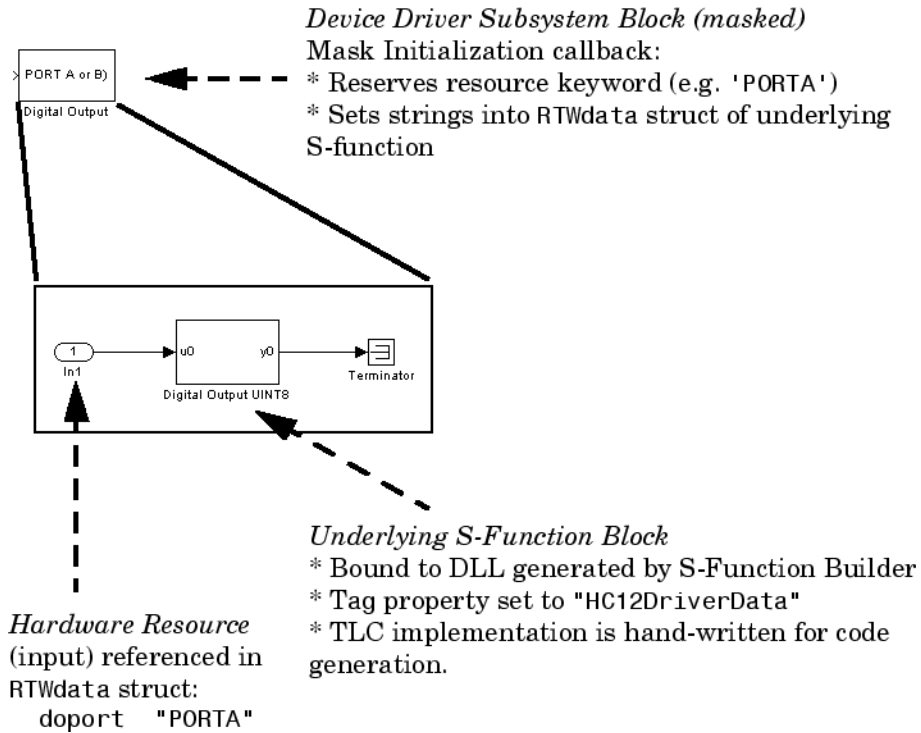 Device Driver Subsystem Block (masked)
Mask Initialization callback:
* Reserves resource keyword (e.g. 'PORTA')
* Sets strings into RTWdata struct of underlying
S-function
PORT A or B)
Digital Output
1
In1
u0
y0
Digital Output UINT8
Terminator
Underlying S-Function Block
* Bound to DLL generated by S-Function Builder
* Tag property set to "HC12DriverData"
* TLC implementation is hand-written for code
generation.
Hardware Resource
(input) referenced in
RTWdata struct:
doport "PORTA"